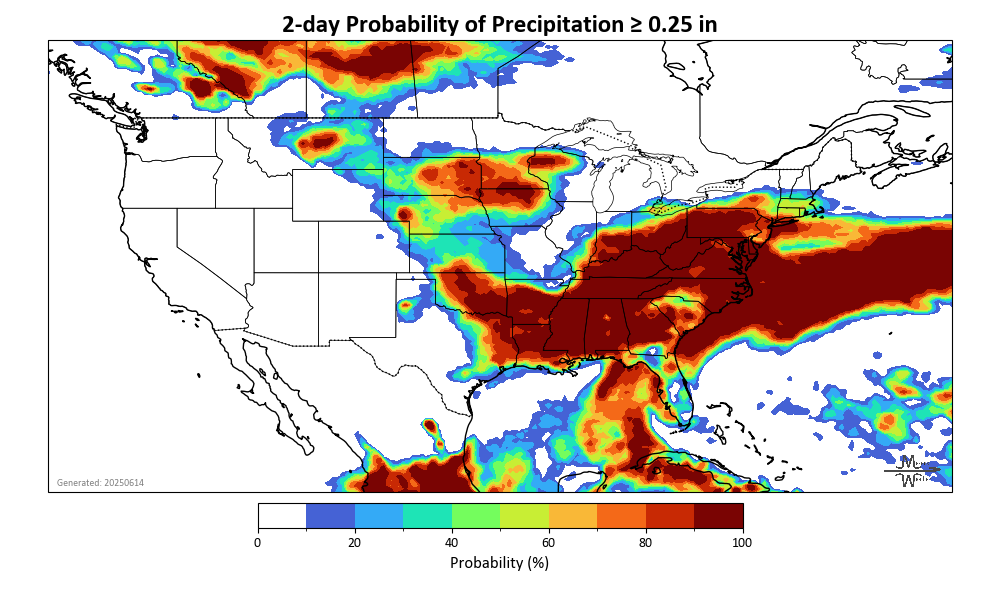 2-day Probability of Precipitation ≥ 0.25 in
Generated: 20250614
0 20 40 60 80 100
Probability (%)